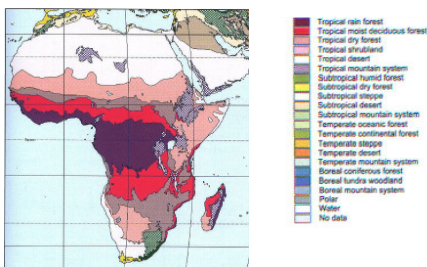 Tropical rain forest
Tropical moist deciduous forest
Tropical dry forest
Tropical shrubland
Tropical desert
Tropical mountain system
Subtropical humid forest
Subtropical dry forest
Subtropical steppe
Subtropical desert
Subtropical mountain system
Temperate oceanic forest
Temperate continental forest
Temperate steppe
Temperate desert
Temperate mountain system
Boreal coniferous forest
Boreal tundra woodland
Boreal mountain system
Polar
Water
No data